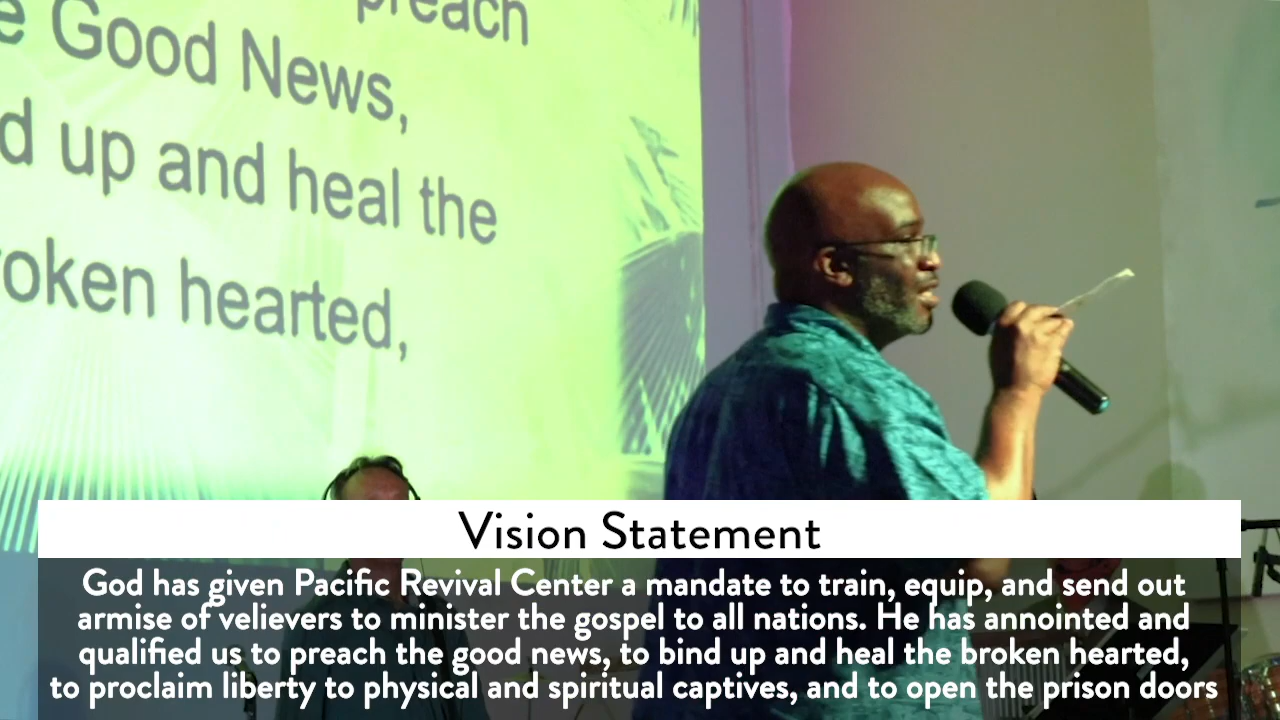 preach
e Good News,
d up and heal the
roken hearted,
Vision Statement
God has given Pacific Revival Center a mandate to train, equip, and send out
armise of velievers to minister the gospel to all nations. He has annointed and
qualified us to preach the good news, to bind up and heal the broken hearted,
to proclaim liberty to physical and spiritual captives, and to open the prison doors